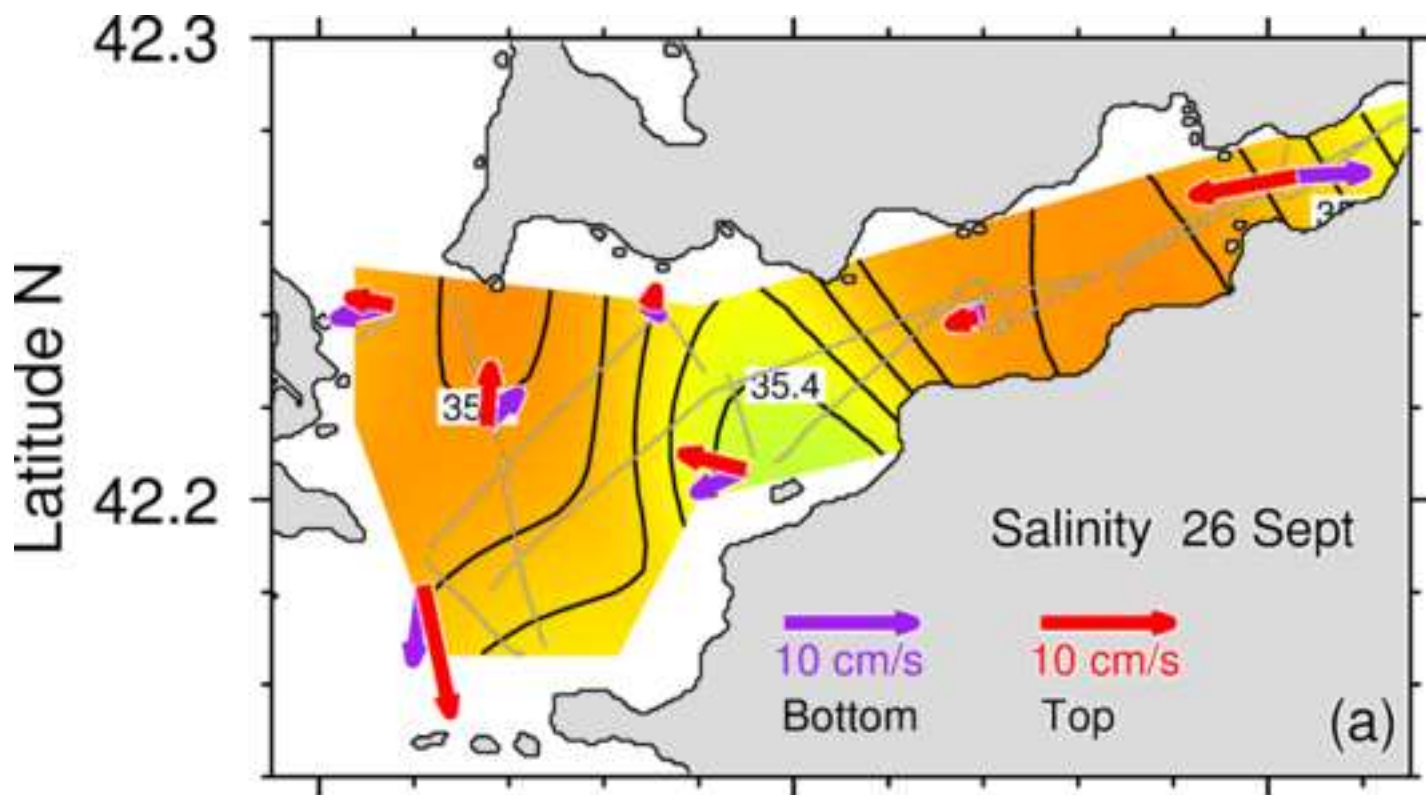 42.3
Latitude N
35.4
42.2
Salinity 26 Sept
10 cm/s 10 cm/s
Bottom Top
(a)